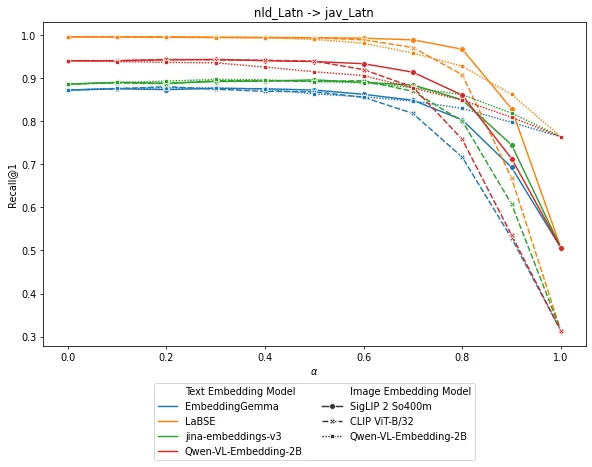 nld_Latn -> jav_Latn
Recall@1
1.0
0.9
0.8
0.7
0.6
0.5
0.4
0.3
0.0 0.2 0.4 0.6 0.8 1.0
α
Text Embedding Model Image Embedding Model
EmbeddingGemma SigLIP 2 So400m
LaBSE CLIP ViT-B/32
jina-embeddings-v3 Qwen-VL-Embedding-2B
Qwen-VL-Embedding-2B